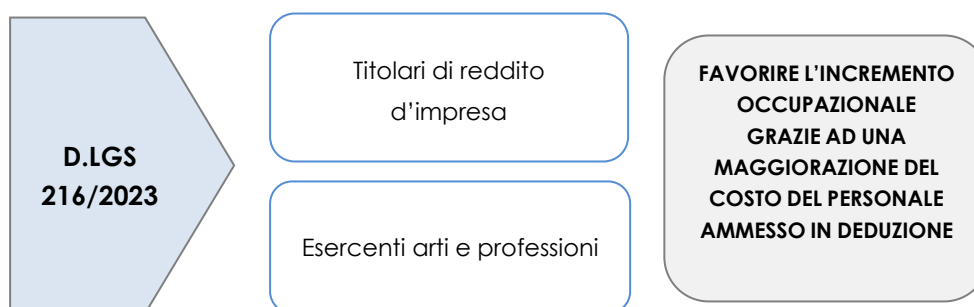 D.LGS
216/2023
Titolari di reddito
d’impresa
Esercenti arti e professioni
FAVORIRE L’INCREMENTO
OCCUPAZIONALE
GRAZIE AD UNA
MAGGIORAZIONE DEL
COSTO DEL PERSONALE
AMMESSO IN DEDUZIONE